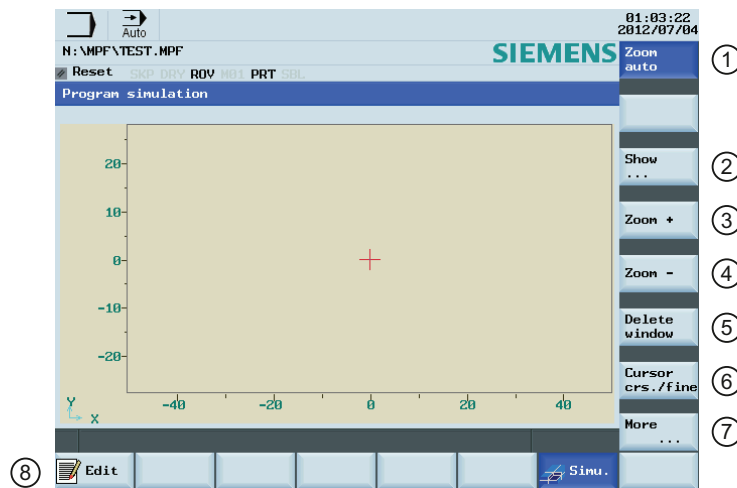 01:03:22
2012/07/04
Auto
N:\MPF\TEST.MPF
SIEMENS
Reset SKP DRY ROV M01 PRT SBL
Program simulation
Zoom
auto
1
Show
...
2
Zoom +
3
Zoom -
4
Delete
window
5
Cursor
crs./fine
6
More
...
7
20
10
0
-10
-20
Y
X
-40 -20 0 20 40
8
Edit
Simu.